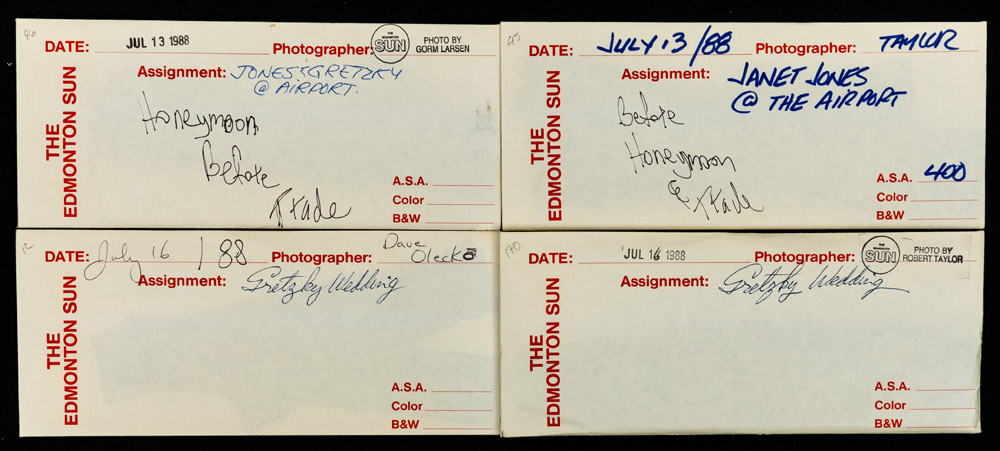 46
DATE: JUL 13 1988 Photographer: THE EDMONTON SUN PHOTO BY GORM LARSEN
Assignment: JONES & GRETZKY
@ AIRPORT.
Honeymoon
Before
Trade
THE
EDMONTON SUN
A.S.A.
Color
B&W
DATE: JULY 13/88 Photographer: TAYLOR
Assignment: JANET JONES
@ THE AIRPORT
Before
Honeymoon
& Trade
THE
EDMONTON SUN
A.S.A. 400
Color
B&W
DATE: July 16 / 88 Photographer: Dave Olecko
Assignment: Gretzky Wedding
THE
EDMONTON SUN
A.S.A.
Color
B&W
170
DATE: JUL 16 1988 Photographer: THE EDMONTON SUN PHOTO BY ROBERT TAYLOR
Assignment: Gretzky Wedding
THE
EDMONTON SUN
A.S.A.
Color
B&W